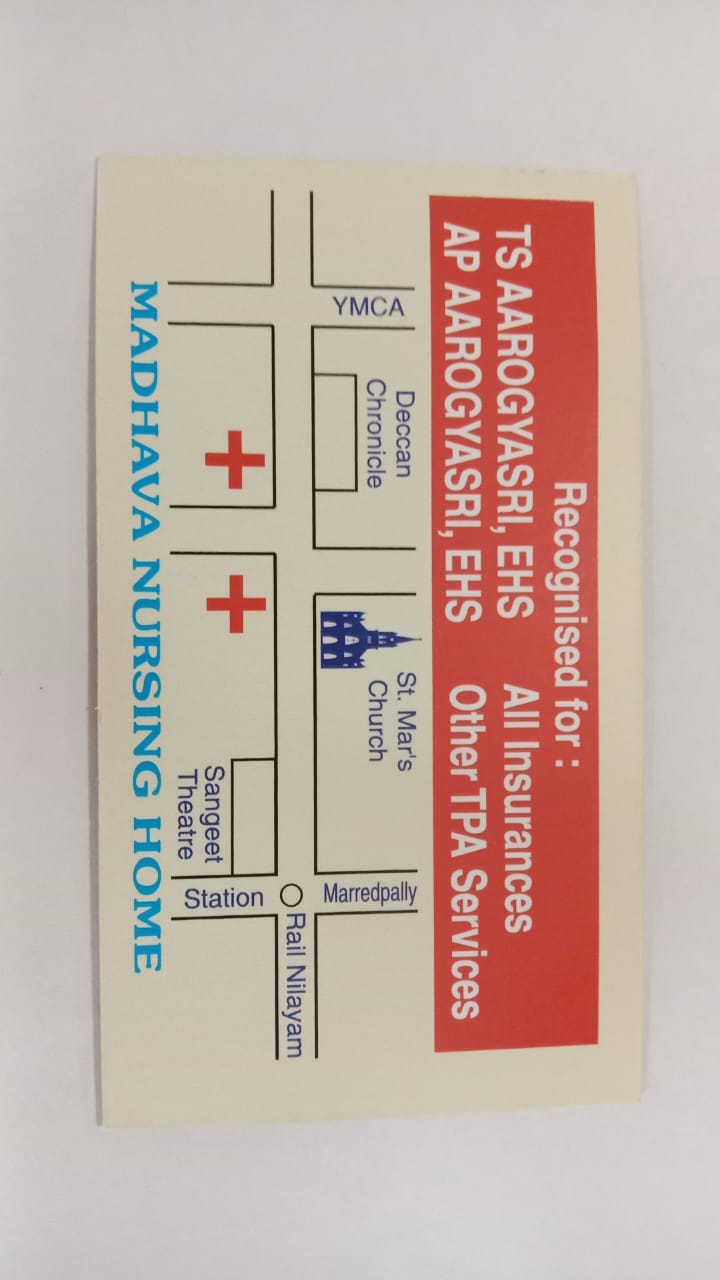 Recognised for :
TS AAROGYASRI, EHS All Insurances
AP AAROGYASRI, EHS Other TPA Services
YMCA
Deccan
Chronicle
St. Mar's
Church
Marredpally
Rail Nilayam
Sangeet
Theatre
Station
MADHAVA NURSING HOME